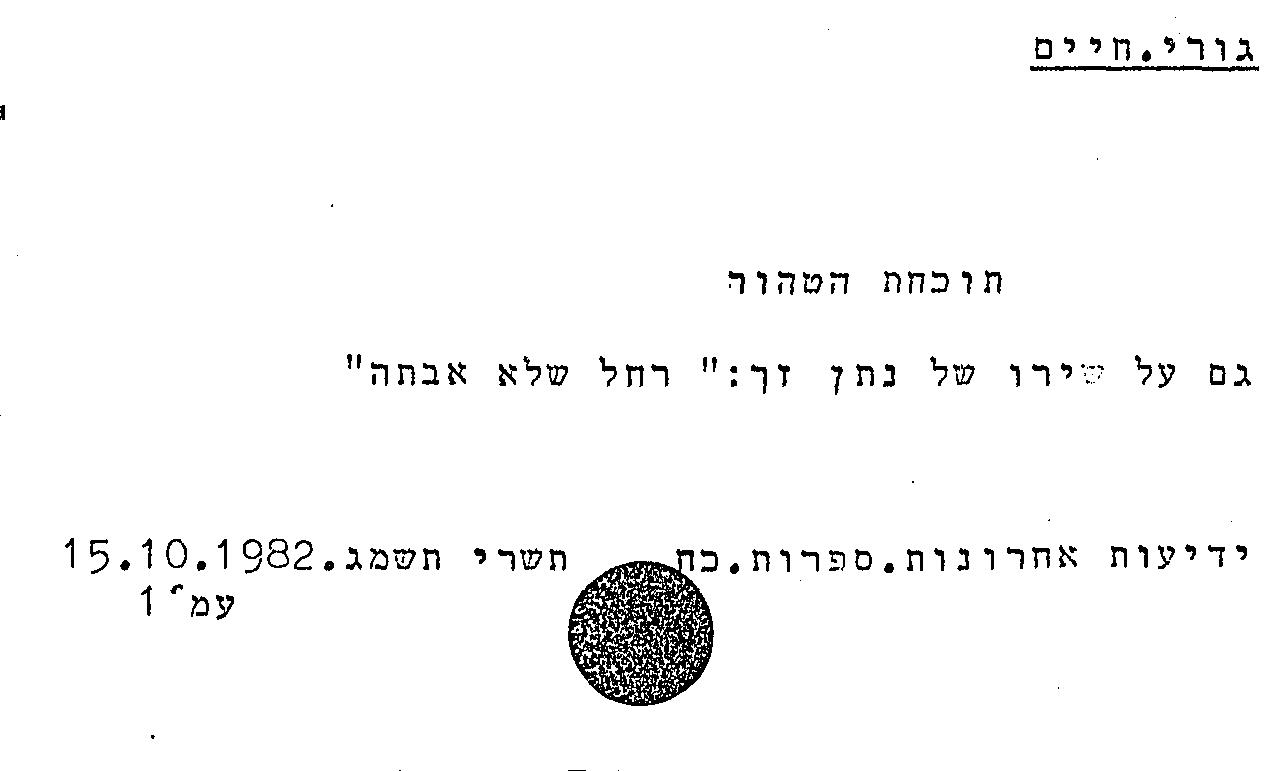 גורי.חיים
תוכחת הטהור
גם על שירו של נתן זך:" רחל שלא אבתה"
ידיעות אחרונות.ספרות.כח תשרי תשמג.15.10.1982
עמ' 1